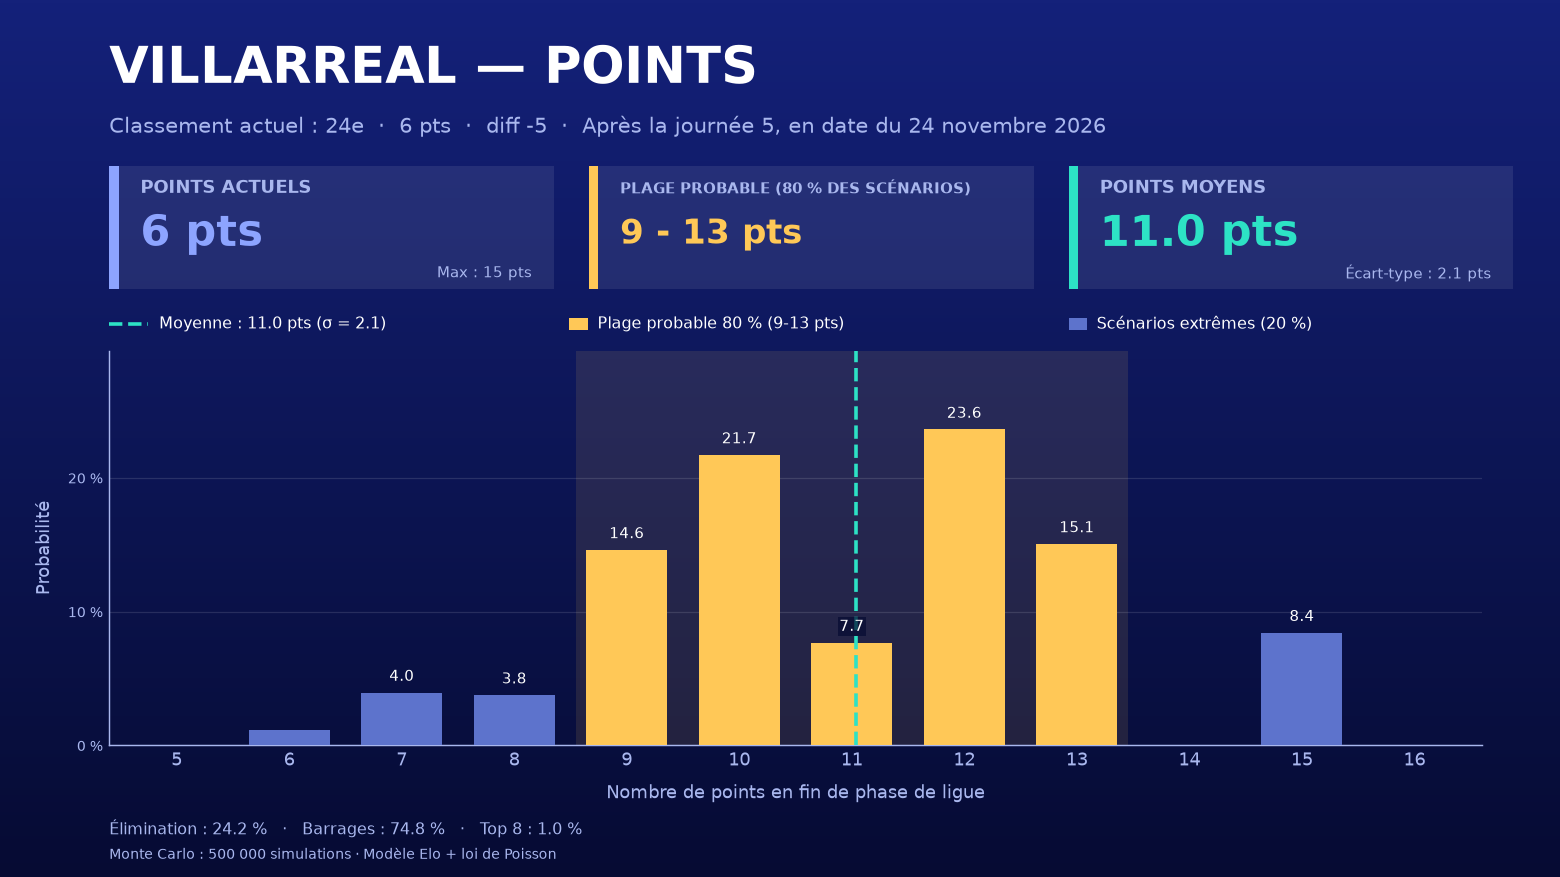 VILLARREAL — POINTS
Classement actuel : 24e · 6 pts · diff -5 · Après la journée 5, en date du 24 novembre 2026
POINTS ACTUELS
6 pts
Max : 15 pts
PLAGE PROBABLE (80 % DES SCÉNARIOS)
9 - 13 pts
POINTS MOYENS
11.0 pts
Écart-type : 2.1 pts
Moyenne : 11.0 pts (σ = 2.1)
Plage probable 80 % (9-13 pts)
Scénarios extrêmes (20 %)
Probabilité
20 %
10 %
0 %
4.0
3.8
14.6
21.7
7.7
23.6
15.1
8.4
5 6 7 8 9 10 11 12 13 14 15 16
Nombre de points en fin de phase de ligue
Élimination : 24.2 % · Barrages : 74.8 % · Top 8 : 1.0 %
Monte Carlo : 500 000 simulations · Modèle Elo + loi de Poisson